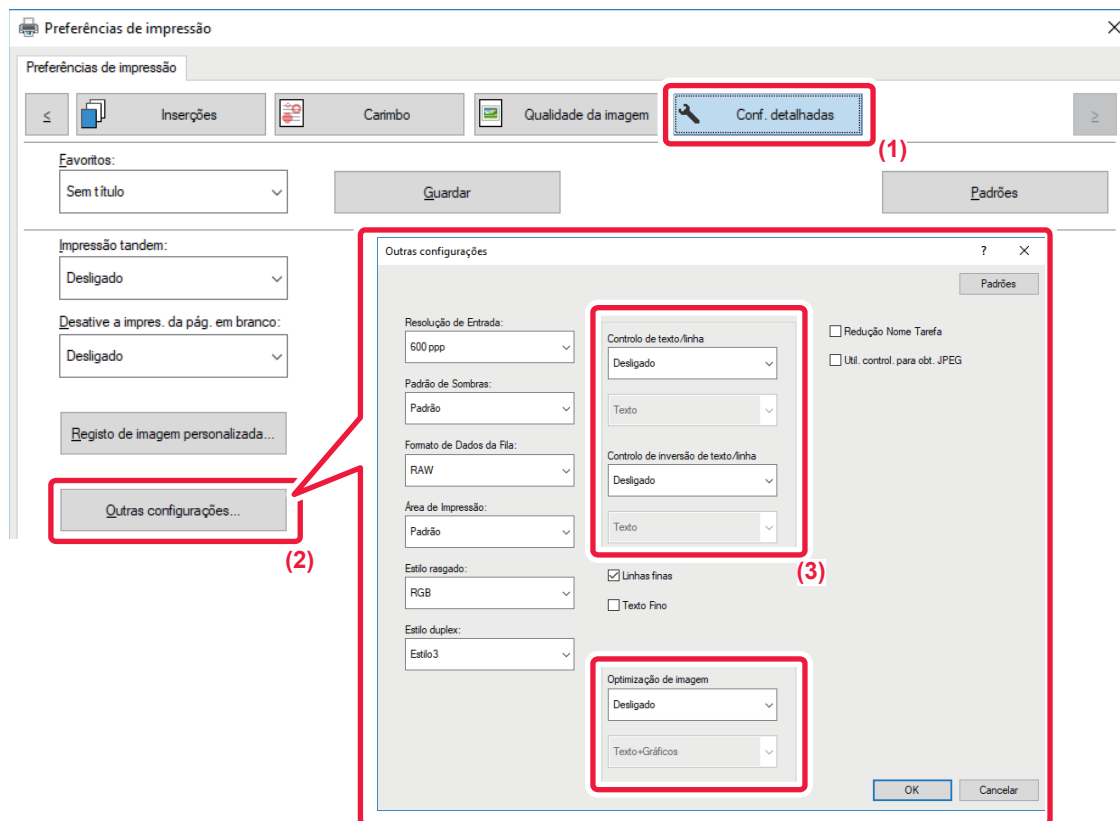 Preferências de impressão
Preferências de impressão
<
Inserções
Carimbo
Qualidade da imagem
Conf. detalhadas
>
(1)
Favoritos:
Sem título
Guardar
Padrões
Impressão tandem:
Desligado
Desative a impres. da pág. em branco:
Desligado
Registo de imagem personalizada...
Outras configurações...
(2)
Outras configurações
?
Padrões
Resolução de Entrada:
600 ppp
Padrão de Sombras:
Padrão
Formato de Dados da Fila:
RAW
Área de Impressão:
Padrão
Estilo rasgado:
RGB
Estilo duplex:
Estilo3
Controlo de texto/linha
Desligado
Texto
Controlo de inversão de texto/linha
Desligado
Texto
(3)
Linhas finas
Texto Fino
Optimização de imagem
Desligado
Texto+Gráficos
Redução Nome Tarefa
Util. control. para obt. JPEG
OK
Cancelar